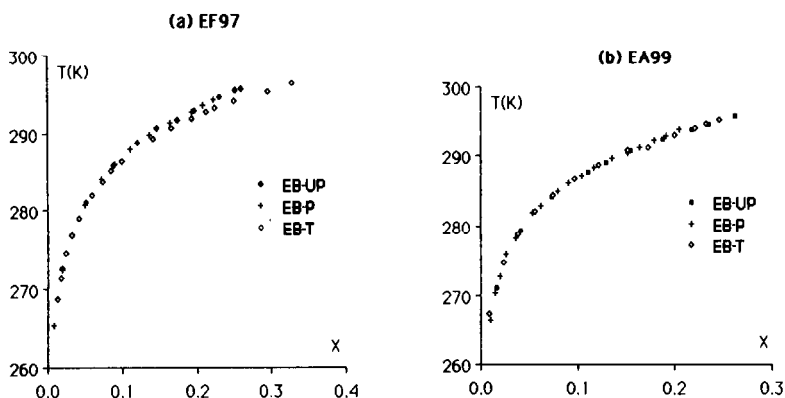 (a) EF97
300
T(K)
290
280
270
260
0.0 0.1 0.2 0.3 0.4
X
EB-UP
EB-P
EB-T
(b) EA99
300
T(K)
290
280
270
260
0.0 0.1 0.2 0.3
X
EB-UP
EB-P
EB-T